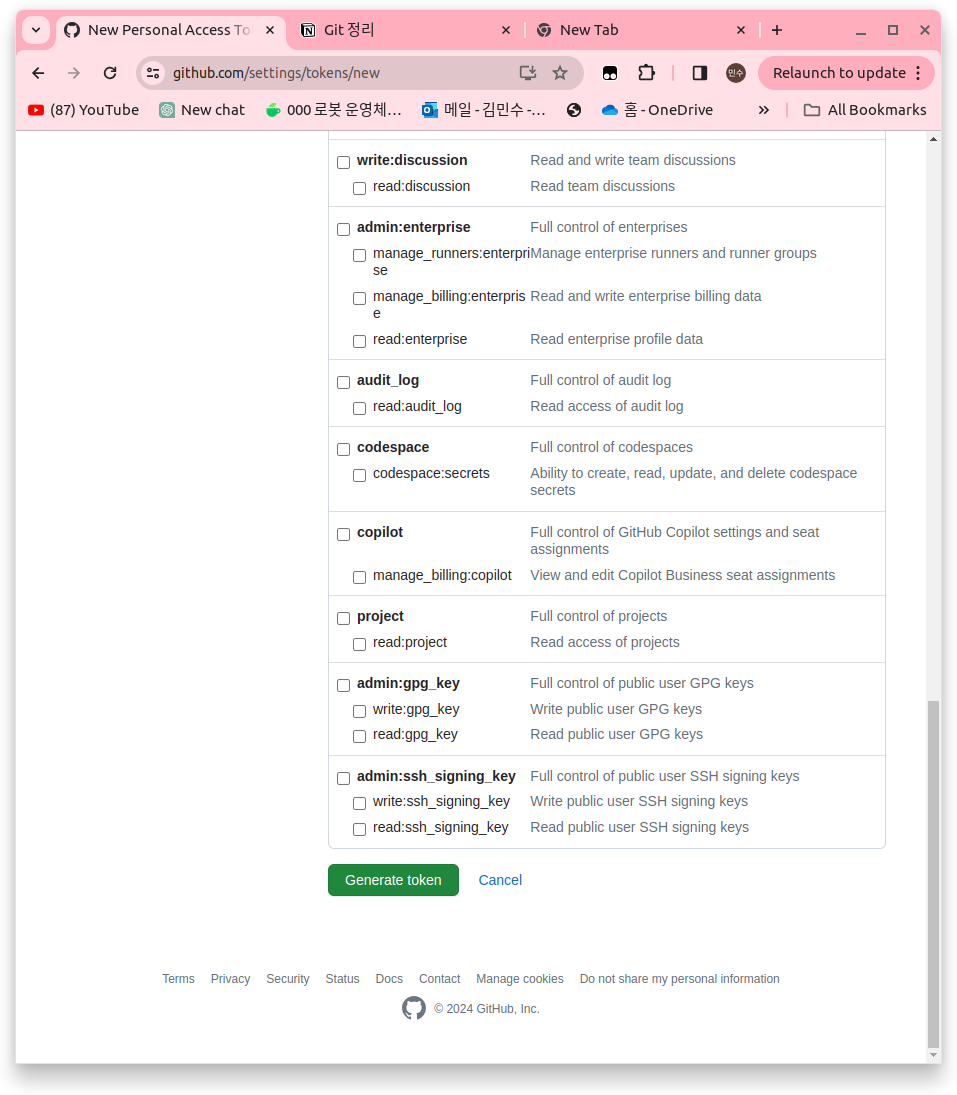 New Personal Access To
Git 정리
New Tab
github.com/settings/tokens/new
민수
Relaunch to update
(87) YouTube
New chat
000 로봇 운영체…
메일 - 김민수 -…
홈 - OneDrive
All Bookmarks
write:discussion Read and write team discussions
read:discussion Read team discussions
admin:enterprise Full control of enterprises
manage_runners:enterpri Manage enterprise runners and runner groups
se
manage_billing:enterpris Read and write enterprise billing data
e
read:enterprise Read enterprise profile data
audit_log Full control of audit log
read:audit_log Read access of audit log
codespace Full control of codespaces
codespace:secrets Ability to create, read, update, and delete codespace
secrets
copilot Full control of GitHub Copilot settings and seat
assignments
manage_billing:copilot View and edit Copilot Business seat assignments
project Full control of projects
read:project Read access of projects
admin:gpg_key Full control of public user GPG keys
write:gpg_key Write public user GPG keys
read:gpg_key Read public user GPG keys
admin:ssh_signing_key Full control of public user SSH signing keys
write:ssh_signing_key Write public user SSH signing keys
read:ssh_signing_key Read public user SSH signing keys
Generate token Cancel
Terms Privacy Security Status Docs Contact Manage cookies Do not share my personal information
© 2024 GitHub, Inc.